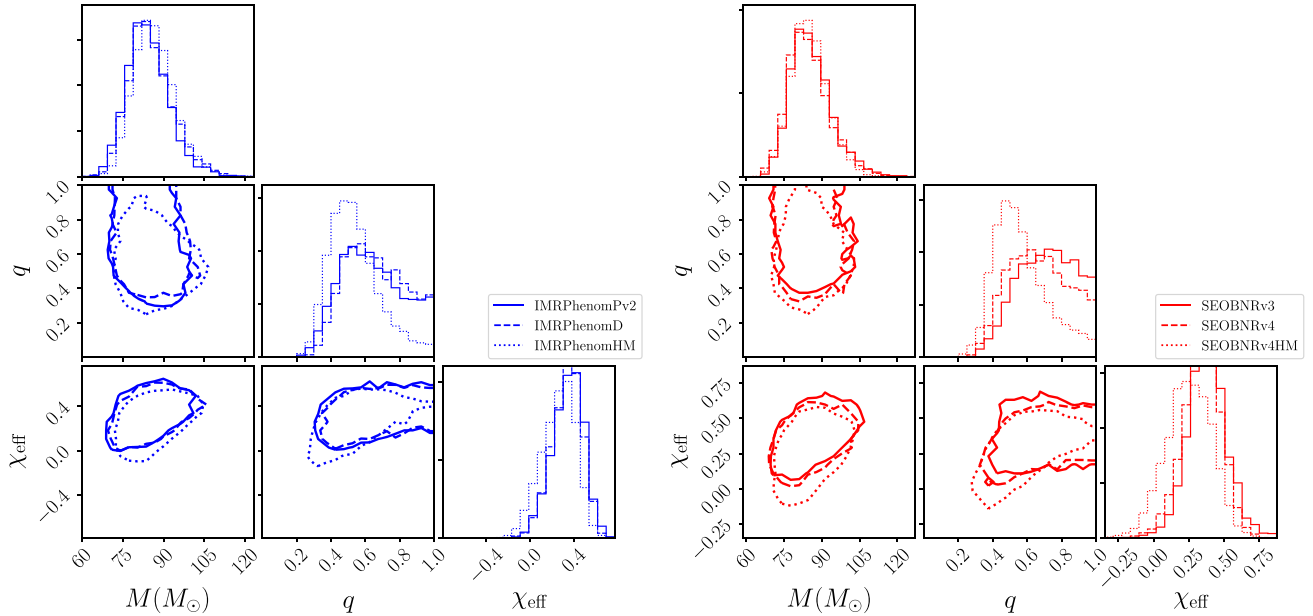 1.0
0.8
0.6
0.4
0.2
q
IMRPhenomPv2
IMRPhenomD
IMRPhenomHM
0.4
0.0
−0.4
χeff
60 75 90 105 120
0.2 0.4 0.6 0.8 1.0
−0.4 0.0 0.4
M(M⊙) q χeff
1.0
0.8
0.6
0.4
0.2
q
SEOBNRv3
SEOBNRv4
SEOBNRv4HM
0.75
0.50
0.25
0.00
−0.25
χeff
60 75 90 105 120
0.2 0.4 0.6 0.8 1.0
−0.25 0.00 0.25 0.50 0.75
M(M⊙) q χeff